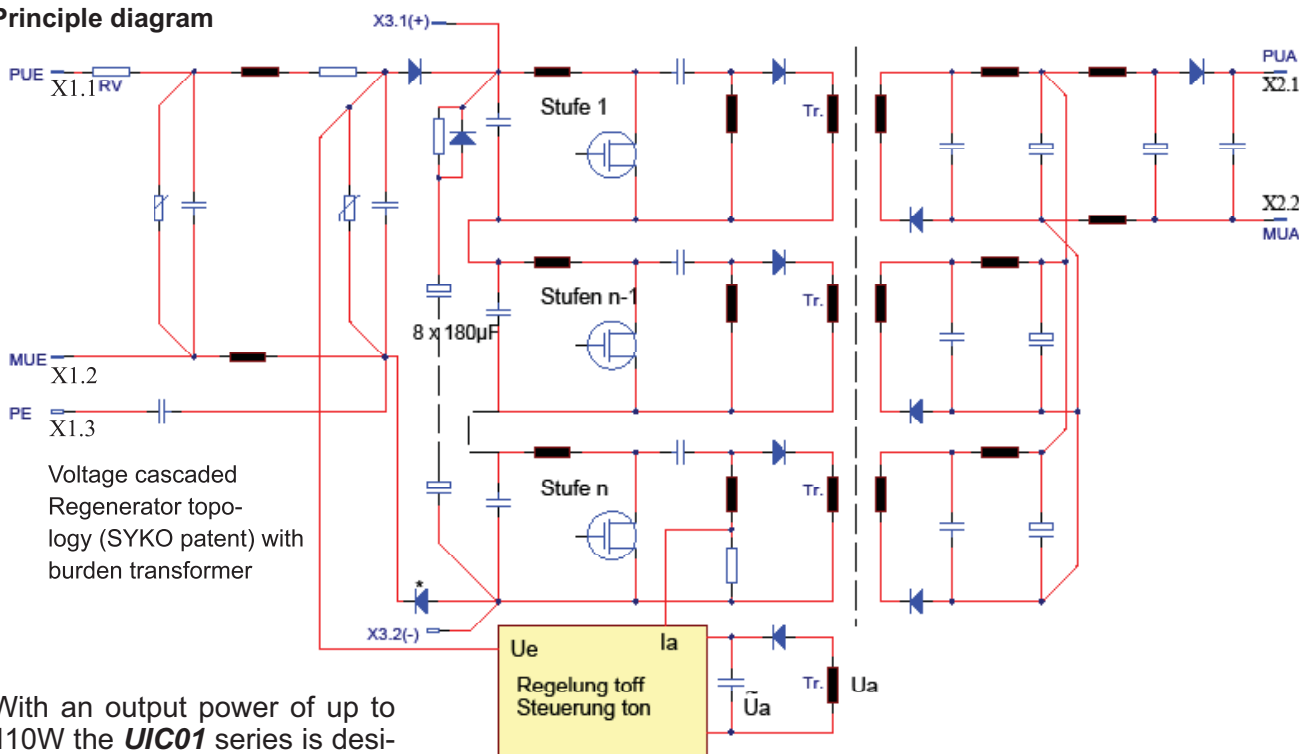 Principle diagram
X3.1(+)
PUE
X1.1
RV
Stufe 1
Tr.
PUA
X2.1
X2.2
MUA
Stufen n-1
Tr.
8 x 180µF
MUE
X1.2
PE
X1.3
Voltage cascaded
Regenerator topo-
logy (SYKO patent) with
burden transformer
Stufe n
Tr.
*
X3.2(-)
Ue
Ia
Regelung toff
Steuerung ton
Ũa
Tr.
Ua
With an output power of up to
110W the UIC01 series is desi-